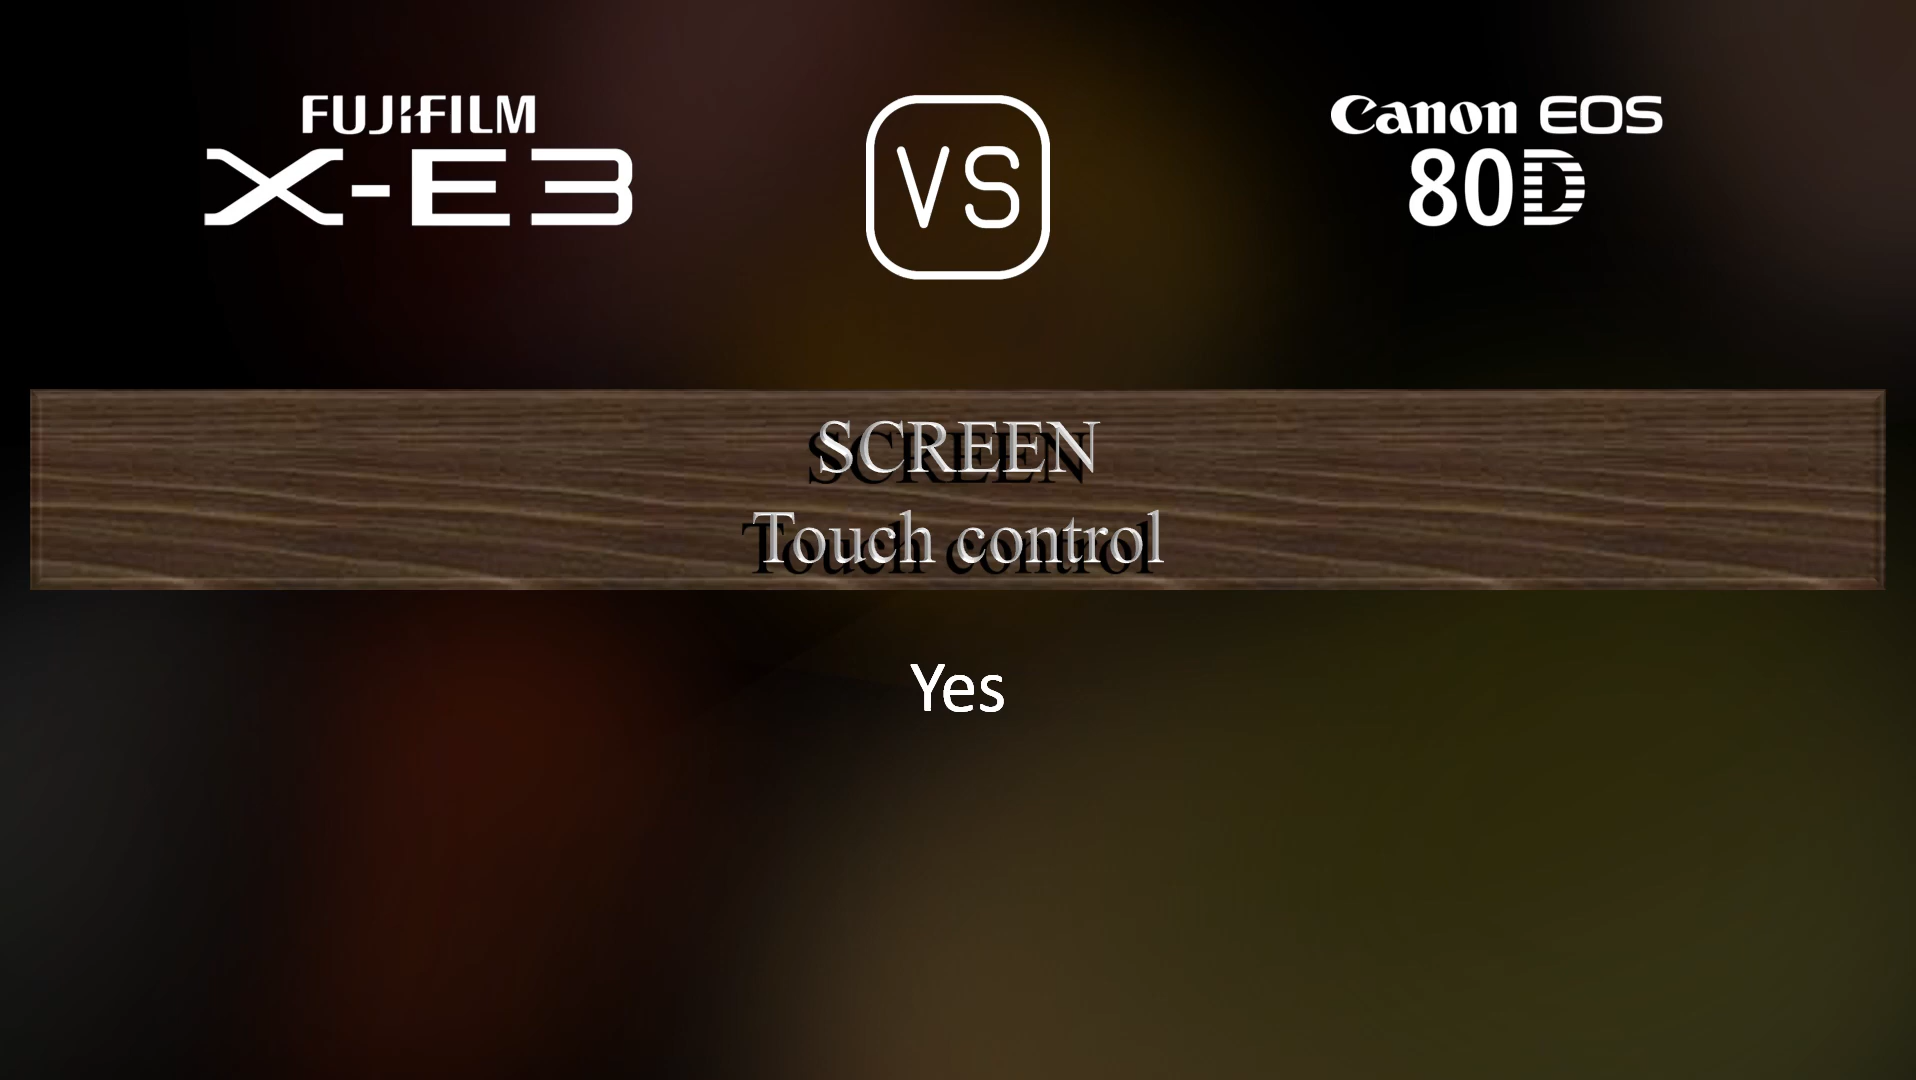 FUJIFILM
X-E3
VS
Canon EOS
80D
SCREEN
Touch control
Yes